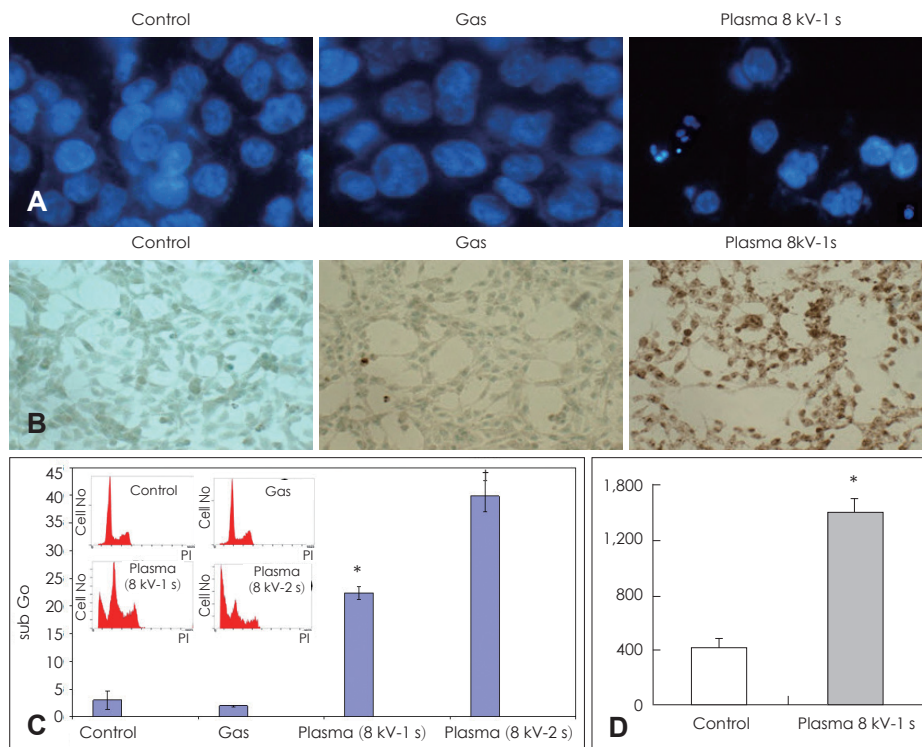 Control Gas Plasma 8 kV-1 s
A
Control Gas Plasma 8kV-1s
B
45
40
35
30
25
20
15
10
5
0
sub Go
Cell No
Control
Cell No
Gas
PI
Cell No
Plasma
(8 kV-1 s)
PI
Cell No
Plasma
(8 kV-2 s)
PI
*
Control Gas Plasma (8 kV-1 s) Plasma (8 kV-2 s)
C
1,800
1,200
800
400
0
*
Control Plasma 8 kV-1 s
D